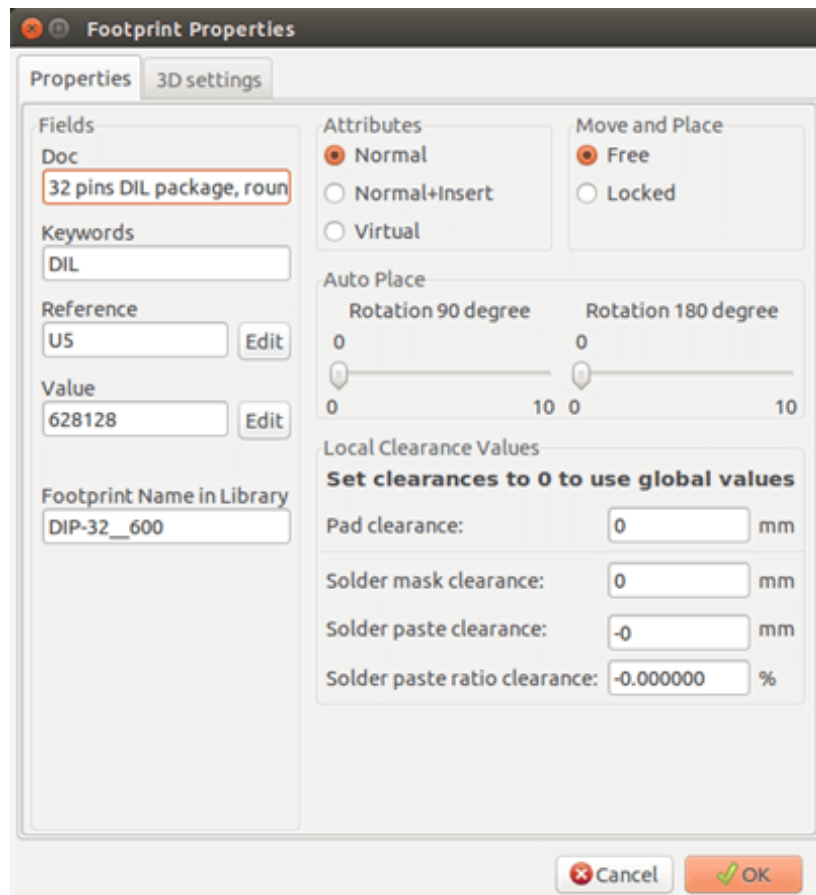 Footprint Properties
Properties
3D settings
Fields
Doc
32 pins DIL package, roun
Keywords
DIL
Reference
U5
Edit
Value
628128
Edit
Footprint Name in Library
DIP-32__600
Attributes
Normal
Normal+Insert
Virtual
Move and Place
Free
Locked
Auto Place
Rotation 90 degree
0
0
10
Rotation 180 degree
0
0
10
Local Clearance Values
Set clearances to 0 to use global values
Pad clearance:
0
mm
Solder mask clearance:
0
mm
Solder paste clearance:
-0
mm
Solder paste ratio clearance:
-0.000000
%
Cancel
OK